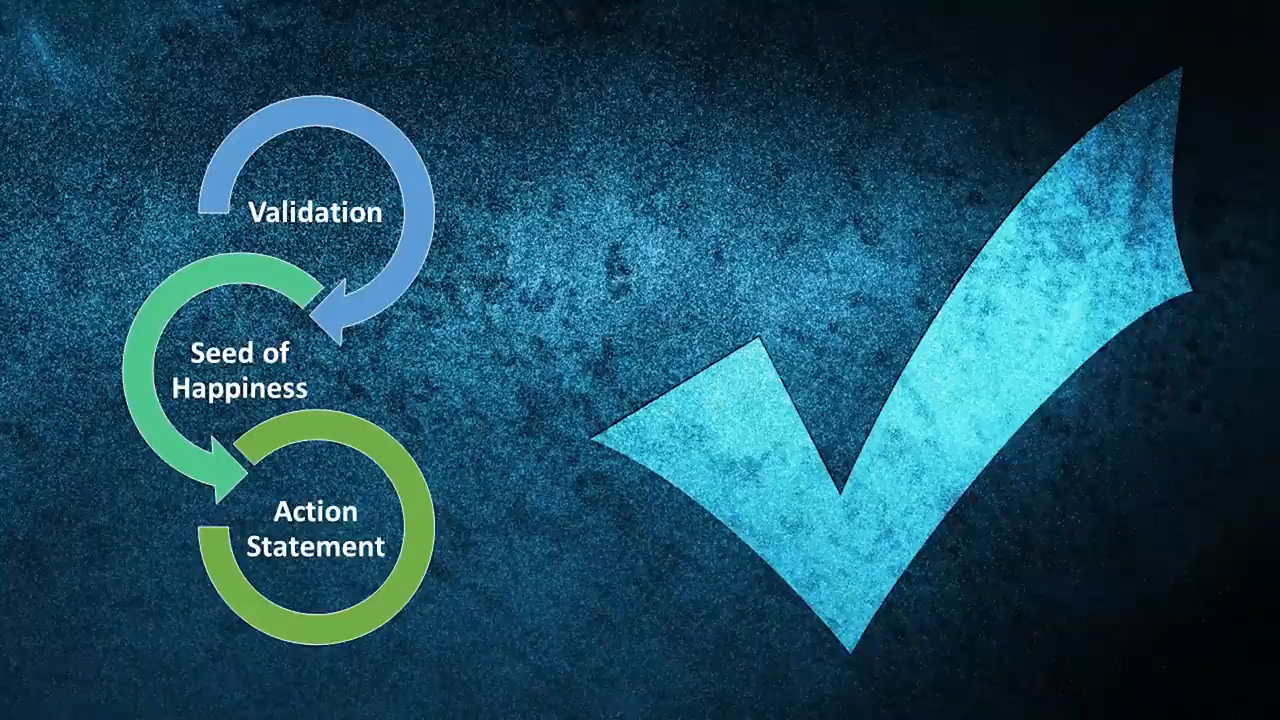 Validation
Seed of
Happiness
Action
Statement